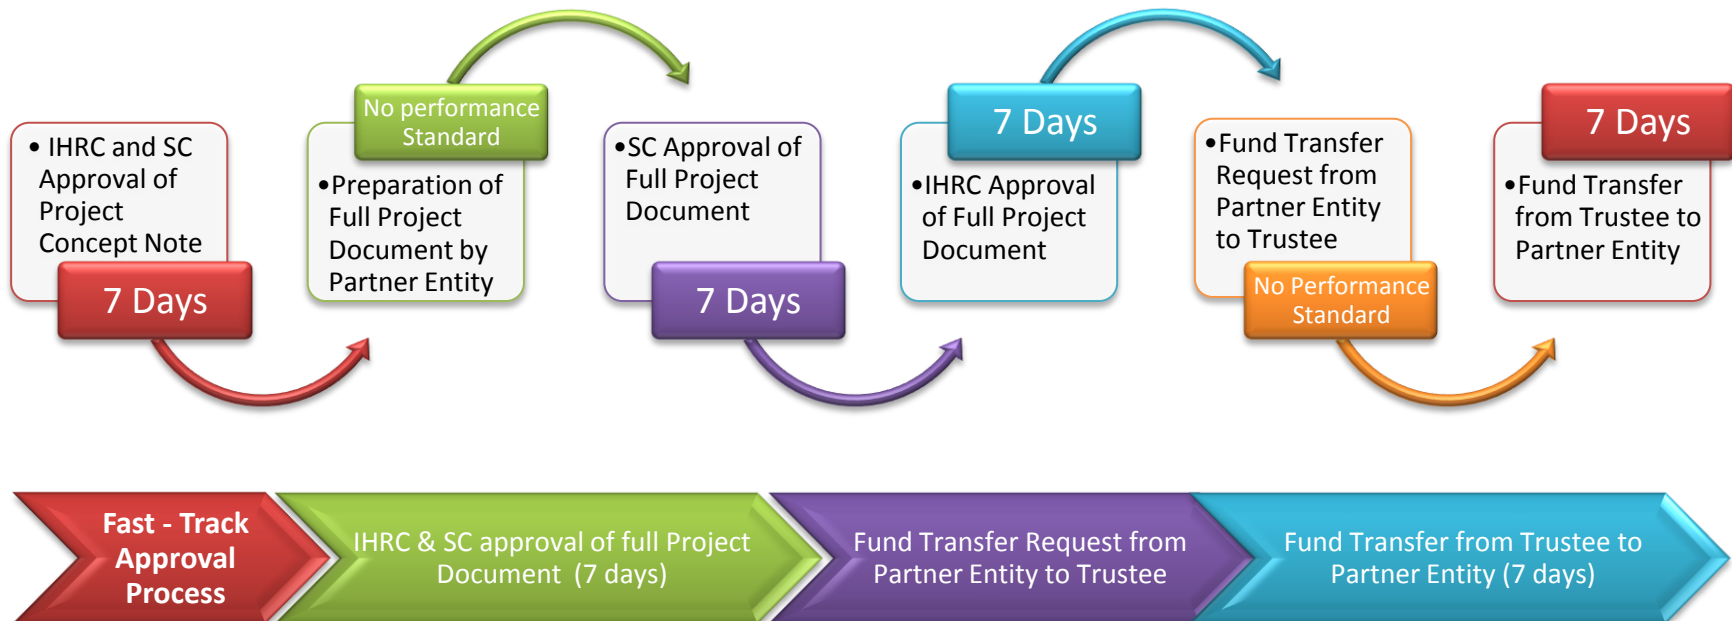 • IHRC and SC
Approval of
Project
Concept Note
7 Days
No performance
Standard
•Preparation of
Full Project
Document by
Partner Entity
•SC Approval of
Full Project
Document
7 Days
7 Days
•IHRC Approval
of Full Project
Document
•Fund Transfer
Request from
Partner Entity
to Trustee
No Performance
Standard
7 Days
•Fund Transfer
from Trustee to
Partner Entity
Fast - Track
Approval
Process
IHRC & SC approval of full Project
Document (7 days)
Fund Transfer Request from
Partner Entity to Trustee
Fund Transfer from Trustee to
Partner Entity (7 days)